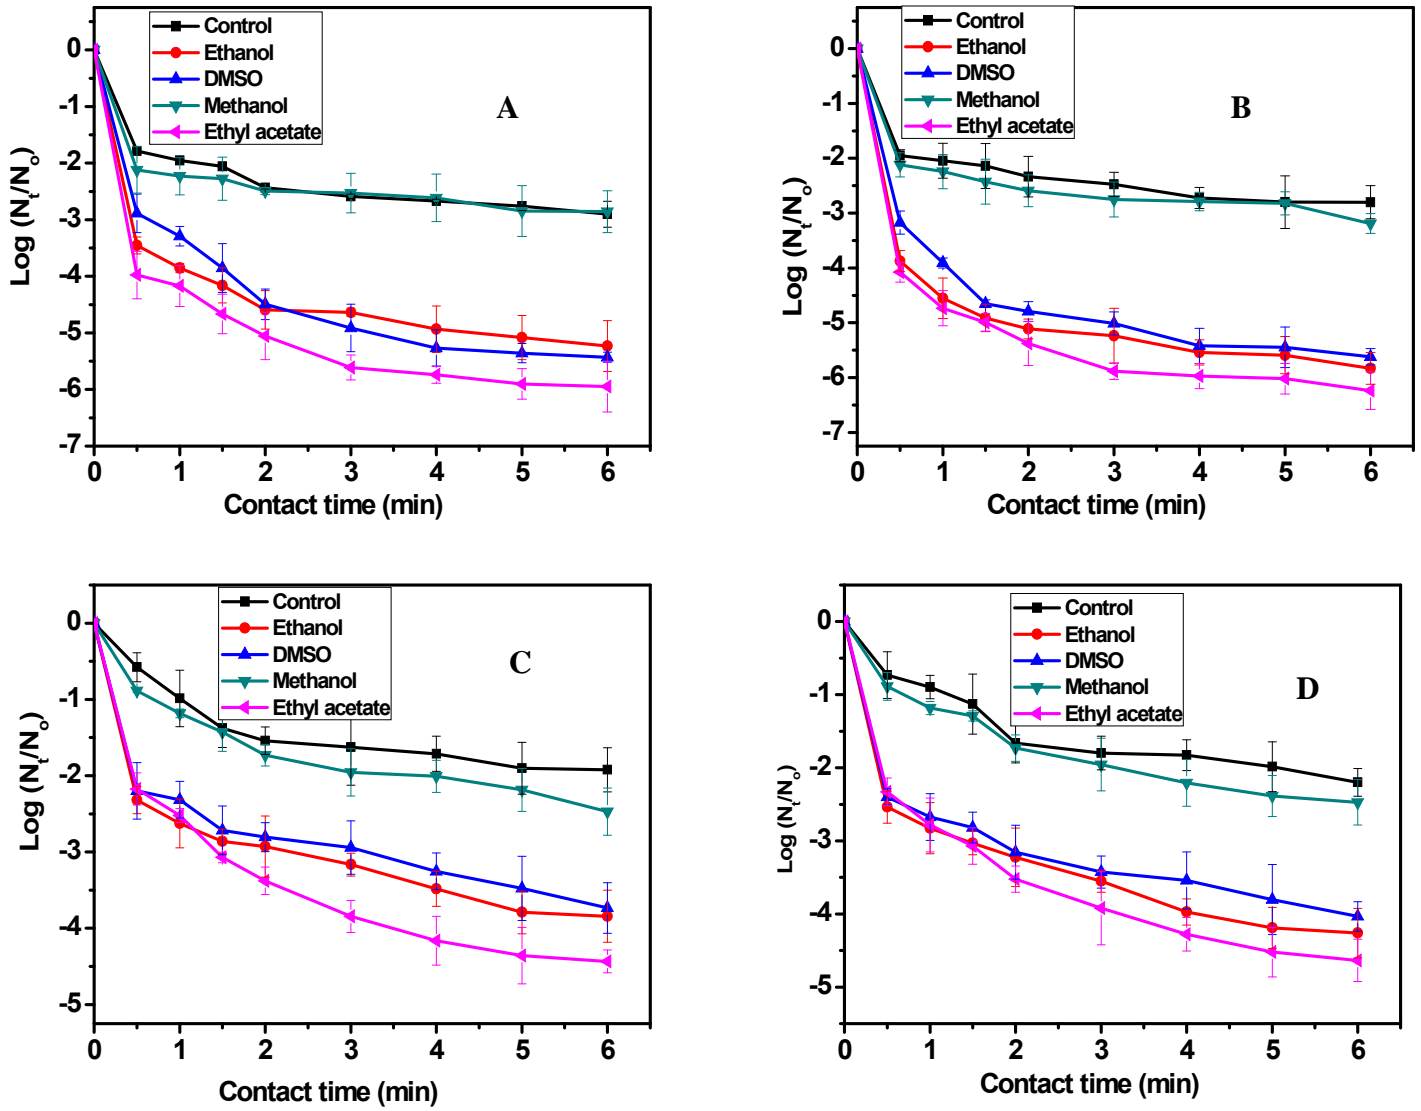 Control
Ethanol
DMSO
Methanol
Ethyl acetate
A
0
-1
-2
-3
-4
-5
-6
-7
Log (Nt/No)
0 1 2 3 4 5 6
Contact time (min)
Control
Ethanol
DMSO
Methanol
Ethyl acetate
B
0
-1
-2
-3
-4
-5
-6
-7
Log (Nt/No)
0 1 2 3 4 5 6
Contact time (min)
Control
Ethanol
DMSO
Methanol
Ethyl acetate
C
0
-1
-2
-3
-4
-5
Log (Nt/No)
0 1 2 3 4 5 6
Contact time (min)
Control
Ethanol
DMSO
Methanol
Ethyl acetate
D
0
-1
-2
-3
-4
-5
Log (Nt/No)
0 1 2 3 4 5 6
Contact time (min)